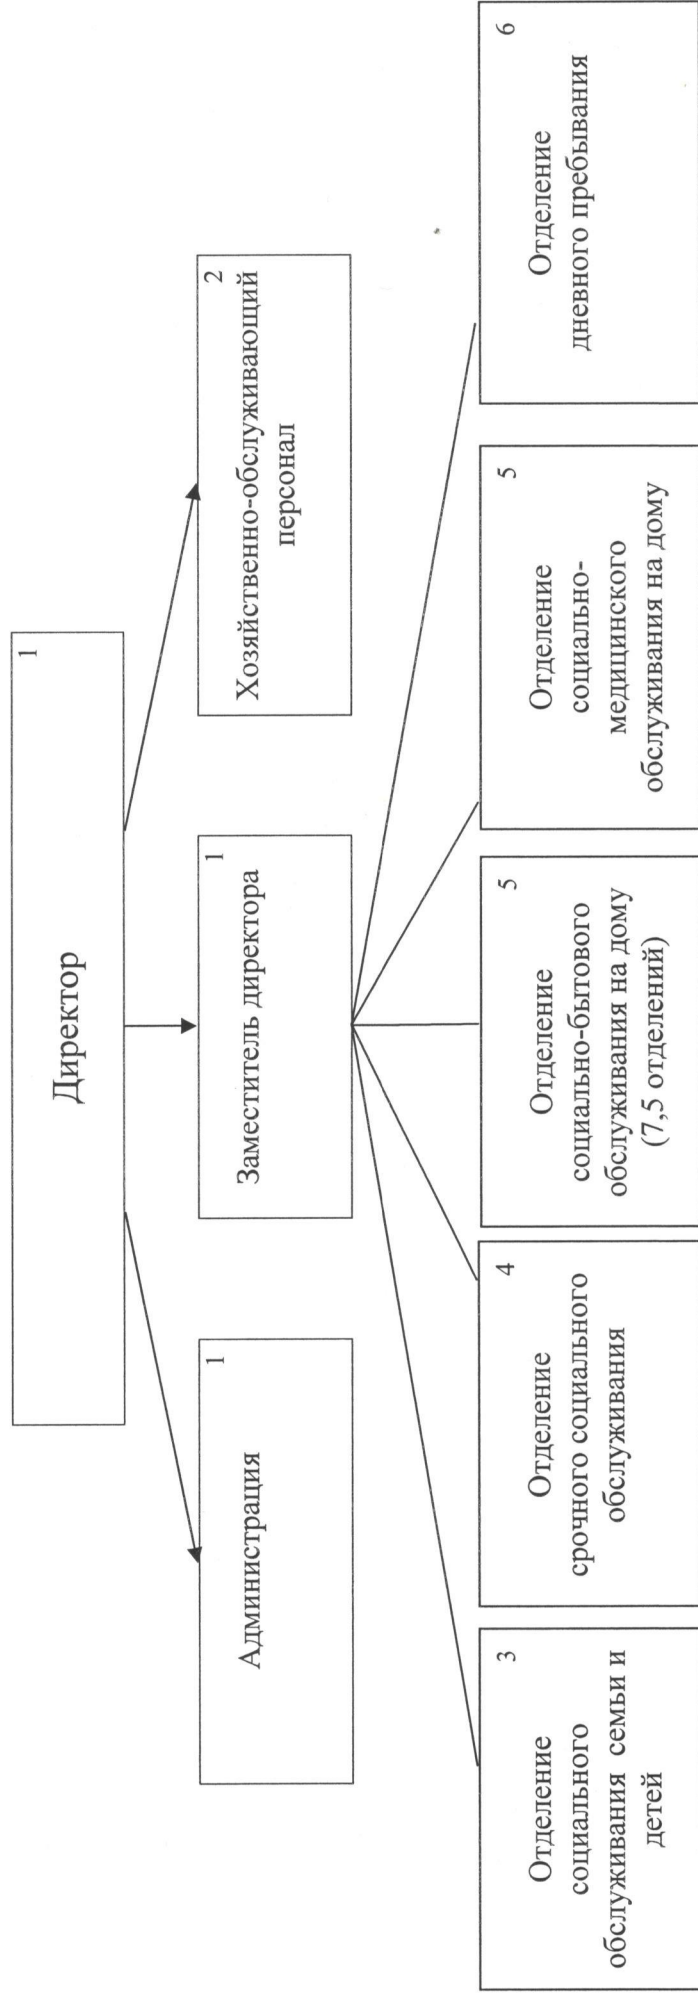 1
Директор
1
Администрация
1
Заместитель директора
2
Хозяйственно-обслуживающий
персонал
3
Отделение
социального
обслуживания семьи и
детей
4
Отделение
срочного социального
обслуживания
5
Отделение
социально-бытового
обслуживания на дому
(7,5 отделений)
5
Отделение
социально-
медицинского
обслуживания на дому
6
Отделение
дневного пребывания